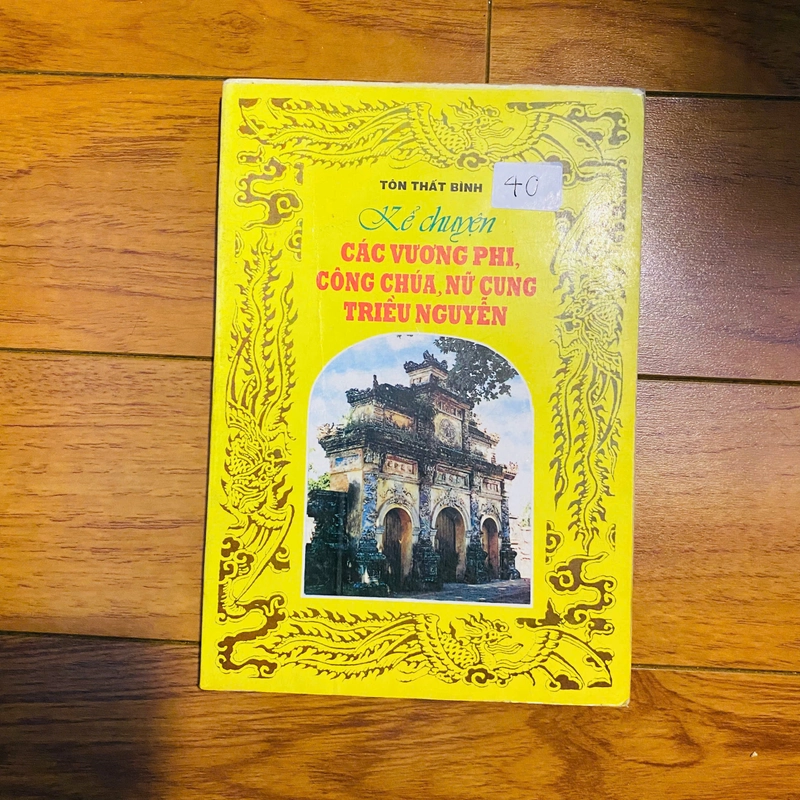 TÔN THẤT BÌNH
40
Kể chuyện
CÁC VƯƠNG PHI,
CÔNG CHÚA, NỮ CUNG
TRIỀU NGUYỄN